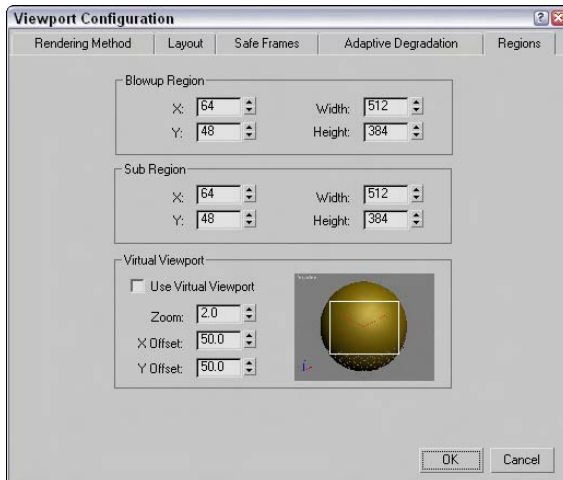 Viewport Configuration
Rendering Method Layout Safe Frames Adaptive Degradation Regions
Blowup Region
X: 64 Width: 512
Y: 48 Height: 384
Sub Region
X: 64 Width: 512
Y: 48 Height: 384
Virtual Viewport
Use Virtual Viewport
Zoom: 2.0
X Offset: 50.0
Y Offset: 50.0
OK Cancel